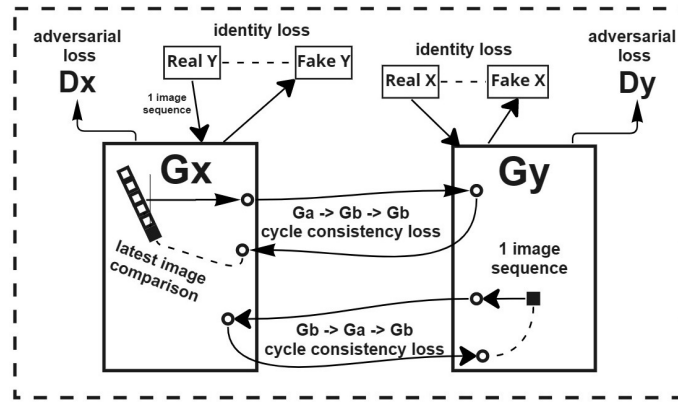 adversarial
loss
Dx
identity loss
Real Y
Fake Y
1 image
sequence
identity loss
Real X
Fake X
adversarial
loss
Dy
Gx
latest image
comparison
Ga -> Gb -> Gb
cycle consistency loss
Gb -> Ga -> Gb
cycle consistency loss
Gy
1 image
sequence